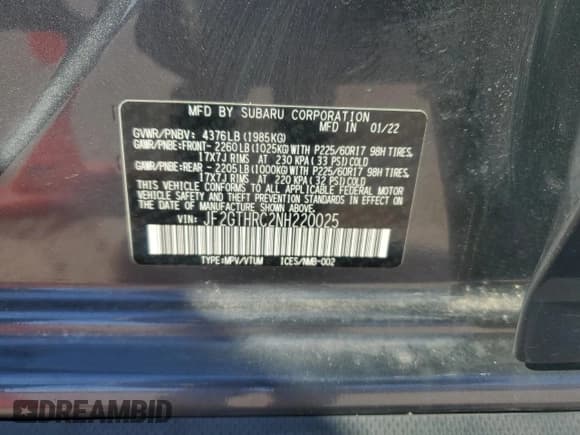 MFD BY SUBARU CORPORATION
MFD IN 01/22
GVWR/PNBV: 4376LB(1985KG)
GAWR/PNBE:FRONT- 2260LB(1025KG)WITH P225/60R17 98H TIRES,
17X7J RIMS AT 230 KPA(33 PSI)COLD
GAWR/PNBE:REAR - 2205LB(1000KG)WITH P225/60R17 98H TIRES,
17X7J RIMS AT 220 KPA(32 PSI)COLD
THIS VEHICLE CONFORMS TO ALL APPLICABLE FEDERAL MOTOR
VEHICLE SAFETY STANDARDS IN EFFECT ON THE
DATE OF MANUFACTURE SHOWN ABOVE.
VIN: JF2GTHRC2NH220025
TYPE:MPV/VTUM ICES/NMB-002
DREAMBID